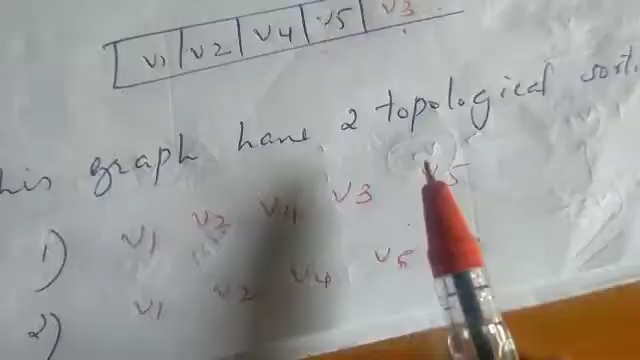 V1 V2 V4 V5 V3
his graph have 2 topological sort.
1) V1 V2 V4 V3 V5
2) V1 V2 V4 V5